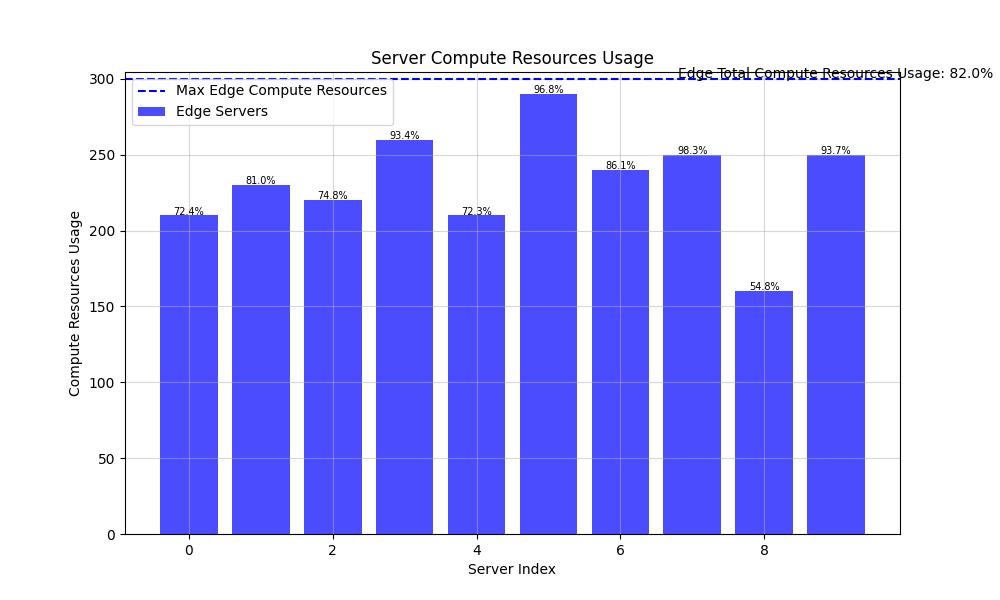 Server Compute Resources Usage
Edge Total Compute Resources Usage: 82.0%
Max Edge Compute Resources
Edge Servers
Compute Resources Usage
300
250
200
150
100
50
0
72.4%
81.0%
74.8%
93.4%
72.3%
96.8%
86.1%
98.3%
54.8%
93.7%
0 2 4 6 8
Server Index